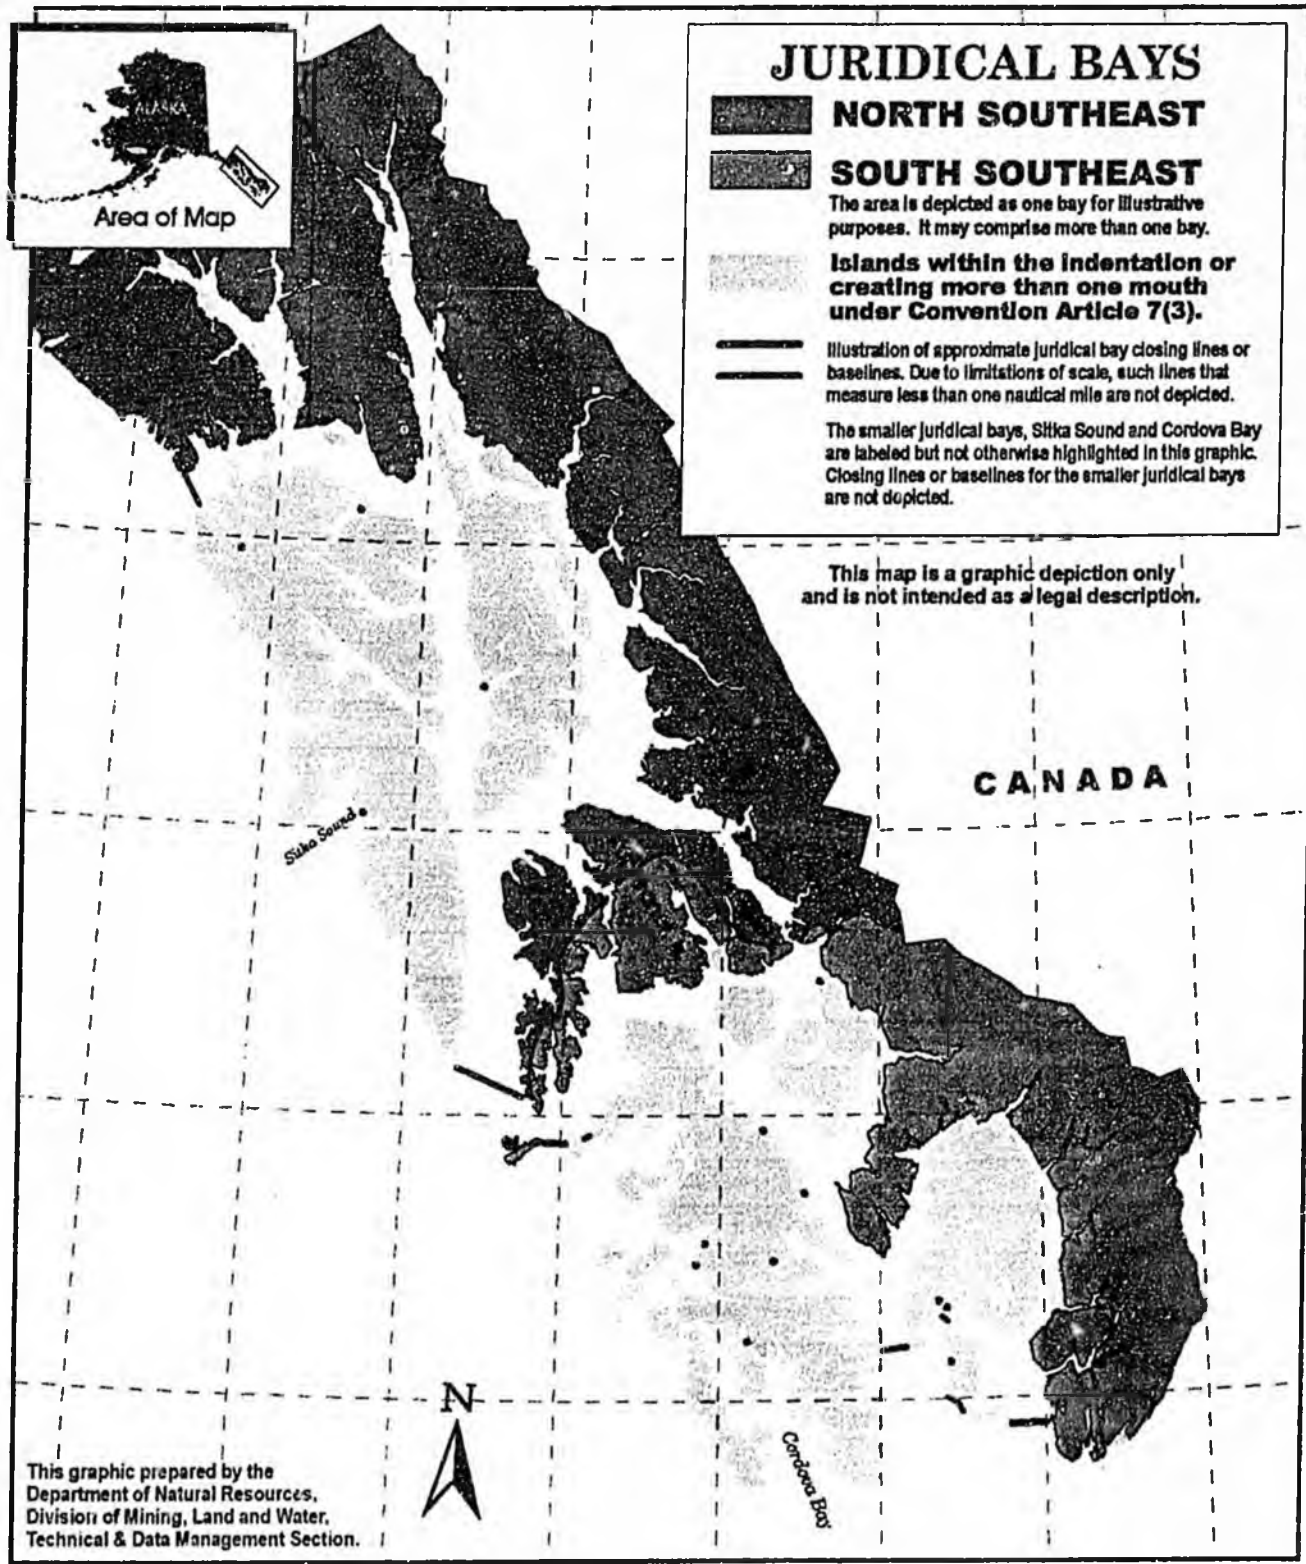 ALASKA
Area of Map
JURIDICAL BAYS
NORTH SOUTHEAST
SOUTH SOUTHEAST
The area is depicted as one bay for illustrative
purposes. It may comprise more than one bay.
Islands within the indentation or
creating more than one mouth
under Convention Article 7(3).
Illustration of approximate juridical bay closing lines or
baselines. Due to limitations of scale, such lines that
measure less than one nautical mile are not depicted.
The smaller juridical bays, Sitka Sound and Cordova Bay
are labeled but not otherwise highlighted in this graphic.
Closing lines or baselines for the smaller juridical bays
are not depicted.
This map is a graphic depiction only
and is not intended as a legal description.
CANADA
Sitka Sound
N
Cordova Bay
This graphic prepared by the
Department of Natural Resources,
Division of Mining, Land and Water,
Technical & Data Management Section.